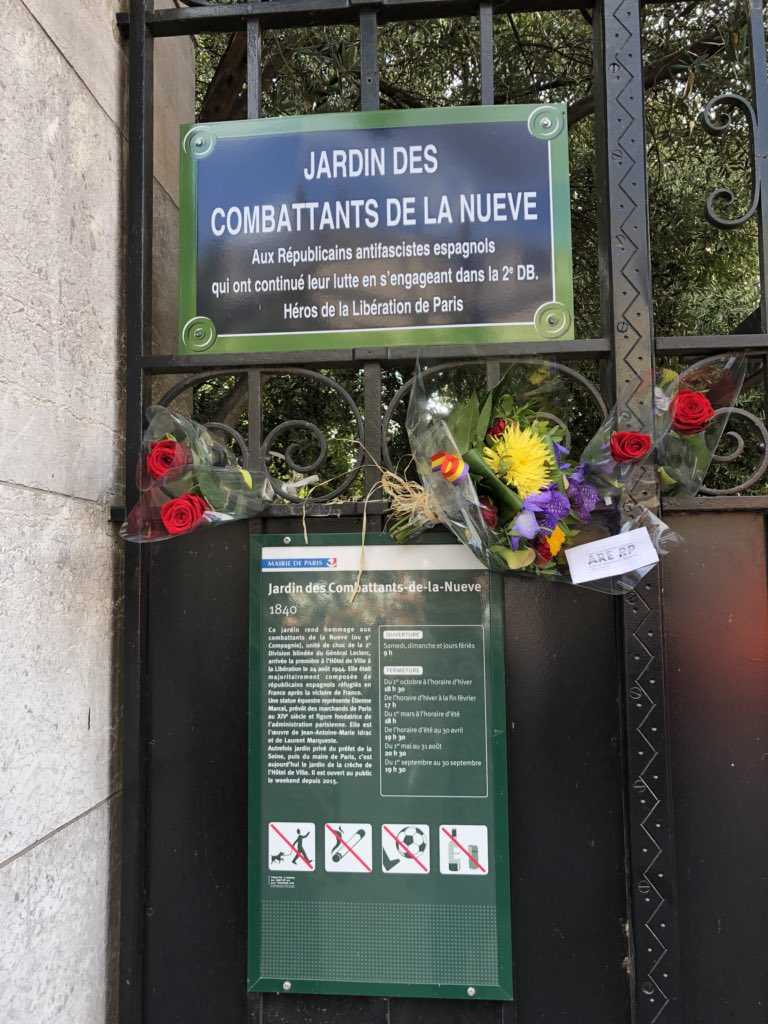 JARDIN DES
COMBATTANTS DE LA NUEVE
Aux Républicains antifascistes espagnols
qui ont continué leur lutte en s'engageant dans la 2e DB.
Héros de la Libération de Paris
ARE RP
MAIRIE DE PARIS
Jardin des Combattants-de-la-Nueve
1840
Ce jardin rend hommage aux
combattants de la Nueve (ou 9e
Compagnie), unité de choc de la 2e
Division blindée du Général Leclerc,
arrivée la première à l'Hôtel de Ville à
la Libération le 24 août 1944. Elle était
majoritairement composée de
républicains espagnols réfugiés en
France après la victoire de Franco.
Une statue équestre représente Étienne
Marcel, prévôt des marchands de Paris
au XIVe siècle et figure fondatrice de
l'administration parisienne. Elle est
l'œuvre de Jean-Antoine-Marie Idrac
et de Laurent Marqueste.
Autrefois jardin privé du préfet de la
Seine, puis du maire de Paris, c'est
aujourd'hui le jardin de la crèche de
l'Hôtel de Ville. Il est ouvert au public
le weekend depuis 2015.
OUVERTURE
Samedi, dimanche et jours fériés
9 h
FERMETURE
Du 1er octobre à l'horaire d'hiver
18 h 30
De l'horaire d'hiver à la fin février
17 h
Du 1er mars à l'horaire d'été
18 h
De l'horaire d'été au 30 avril
19 h 30
Du 1er mai au 31 août
20 h 30
Du 1er septembre au 30 septembre
19 h 30